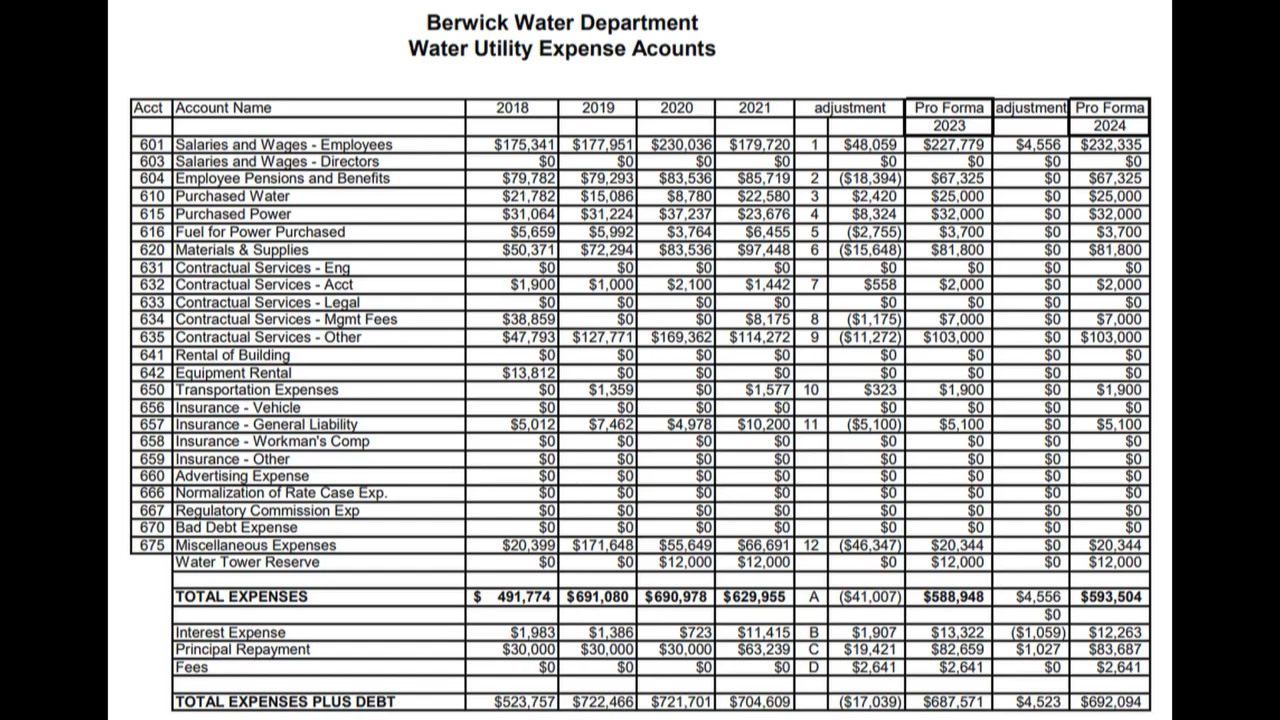 Berwick Water Department
Water Utility Expense Acounts
Acct Account Name 2018 2019 2020 2021 adjustment Pro Forma adjustment Pro Forma
2023 2024
601 Salaries and Wages - Employees $175,341 $177,951 $230,036 $179,720 1 $48,059 $227,779 $4,556 $232,335
603 Salaries and Wages - Directors $0 $0 $0 $0 $0 $0 $0 $0
604 Employee Pensions and Benefits $79,782 $79,293 $83,536 $85,719 2 ($18,394) $67,325 $0 $67,325
610 Purchased Water $21,782 $15,086 $8,780 $22,580 3 $2,420 $25,000 $0 $25,000
615 Purchased Power $31,064 $31,224 $37,237 $23,676 4 $8,324 $32,000 $0 $32,000
616 Fuel for Power Purchased $5,659 $5,992 $3,764 $6,455 5 ($2,755) $3,700 $0 $3,700
620 Materials & Supplies $50,371 $72,294 $83,536 $97,448 6 ($15,648) $81,800 $0 $81,800
631 Contractual Services - Eng $0 $0 $0 $0 $0 $0 $0 $0
632 Contractual Services - Acct $1,900 $1,000 $2,100 $1,442 7 $558 $2,000 $0 $2,000
633 Contractual Services - Legal $0 $0 $0 $0 $0 $0 $0 $0
634 Contractual Services - Mgmt Fees $38,859 $0 $0 $8,175 8 ($1,175) $7,000 $0 $7,000
635 Contractual Services - Other $47,793 $127,771 $169,362 $114,272 9 ($11,272) $103,000 $0 $103,000
641 Rental of Building $0 $0 $0 $0 $0 $0 $0 $0
642 Equipment Rental $13,812 $0 $0 $0 $0 $0 $0 $0
650 Transportation Expenses $0 $1,359 $0 $1,577 10 $323 $1,900 $0 $1,900
656 Insurance - Vehicle $0 $0 $0 $0 $0 $0 $0 $0
657 Insurance - General Liability $5,012 $7,462 $4,978 $10,200 11 ($5,100) $5,100 $0 $5,100
658 Insurance - Workman's Comp $0 $0 $0 $0 $0 $0 $0 $0
659 Insurance - Other $0 $0 $0 $0 $0 $0 $0 $0
660 Advertising Expense $0 $0 $0 $0 $0 $0 $0 $0
666 Normalization of Rate Case Exp. $0 $0 $0 $0 $0 $0 $0 $0
667 Regulatory Commission Exp $0 $0 $0 $0 $0 $0 $0 $0
670 Bad Debt Expense $0 $0 $0 $0 $0 $0 $0 $0
675 Miscellaneous Expenses $20,399 $171,648 $55,649 $66,691 12 ($46,347) $20,344 $0 $20,344
Water Tower Reserve $0 $0 $12,000 $12,000 $0 $12,000 $0 $12,000
TOTAL EXPENSES $ 491,774 $691,080 $690,978 $629,955 A ($41,007) $588,948 $4,556 $593,504
$0
Interest Expense $1,983 $1,386 $723 $11,415 B $1,907 $13,322 ($1,059) $12,263
Principal Repayment $30,000 $30,000 $30,000 $63,239 C $19,421 $82,659 $1,027 $83,687
Fees $0 $0 $0 $0 D $2,641 $2,641 $0 $2,641
TOTAL EXPENSES PLUS DEBT $523,757 $722,466 $721,701 $704,609 ($17,039) $687,571 $4,523 $692,094